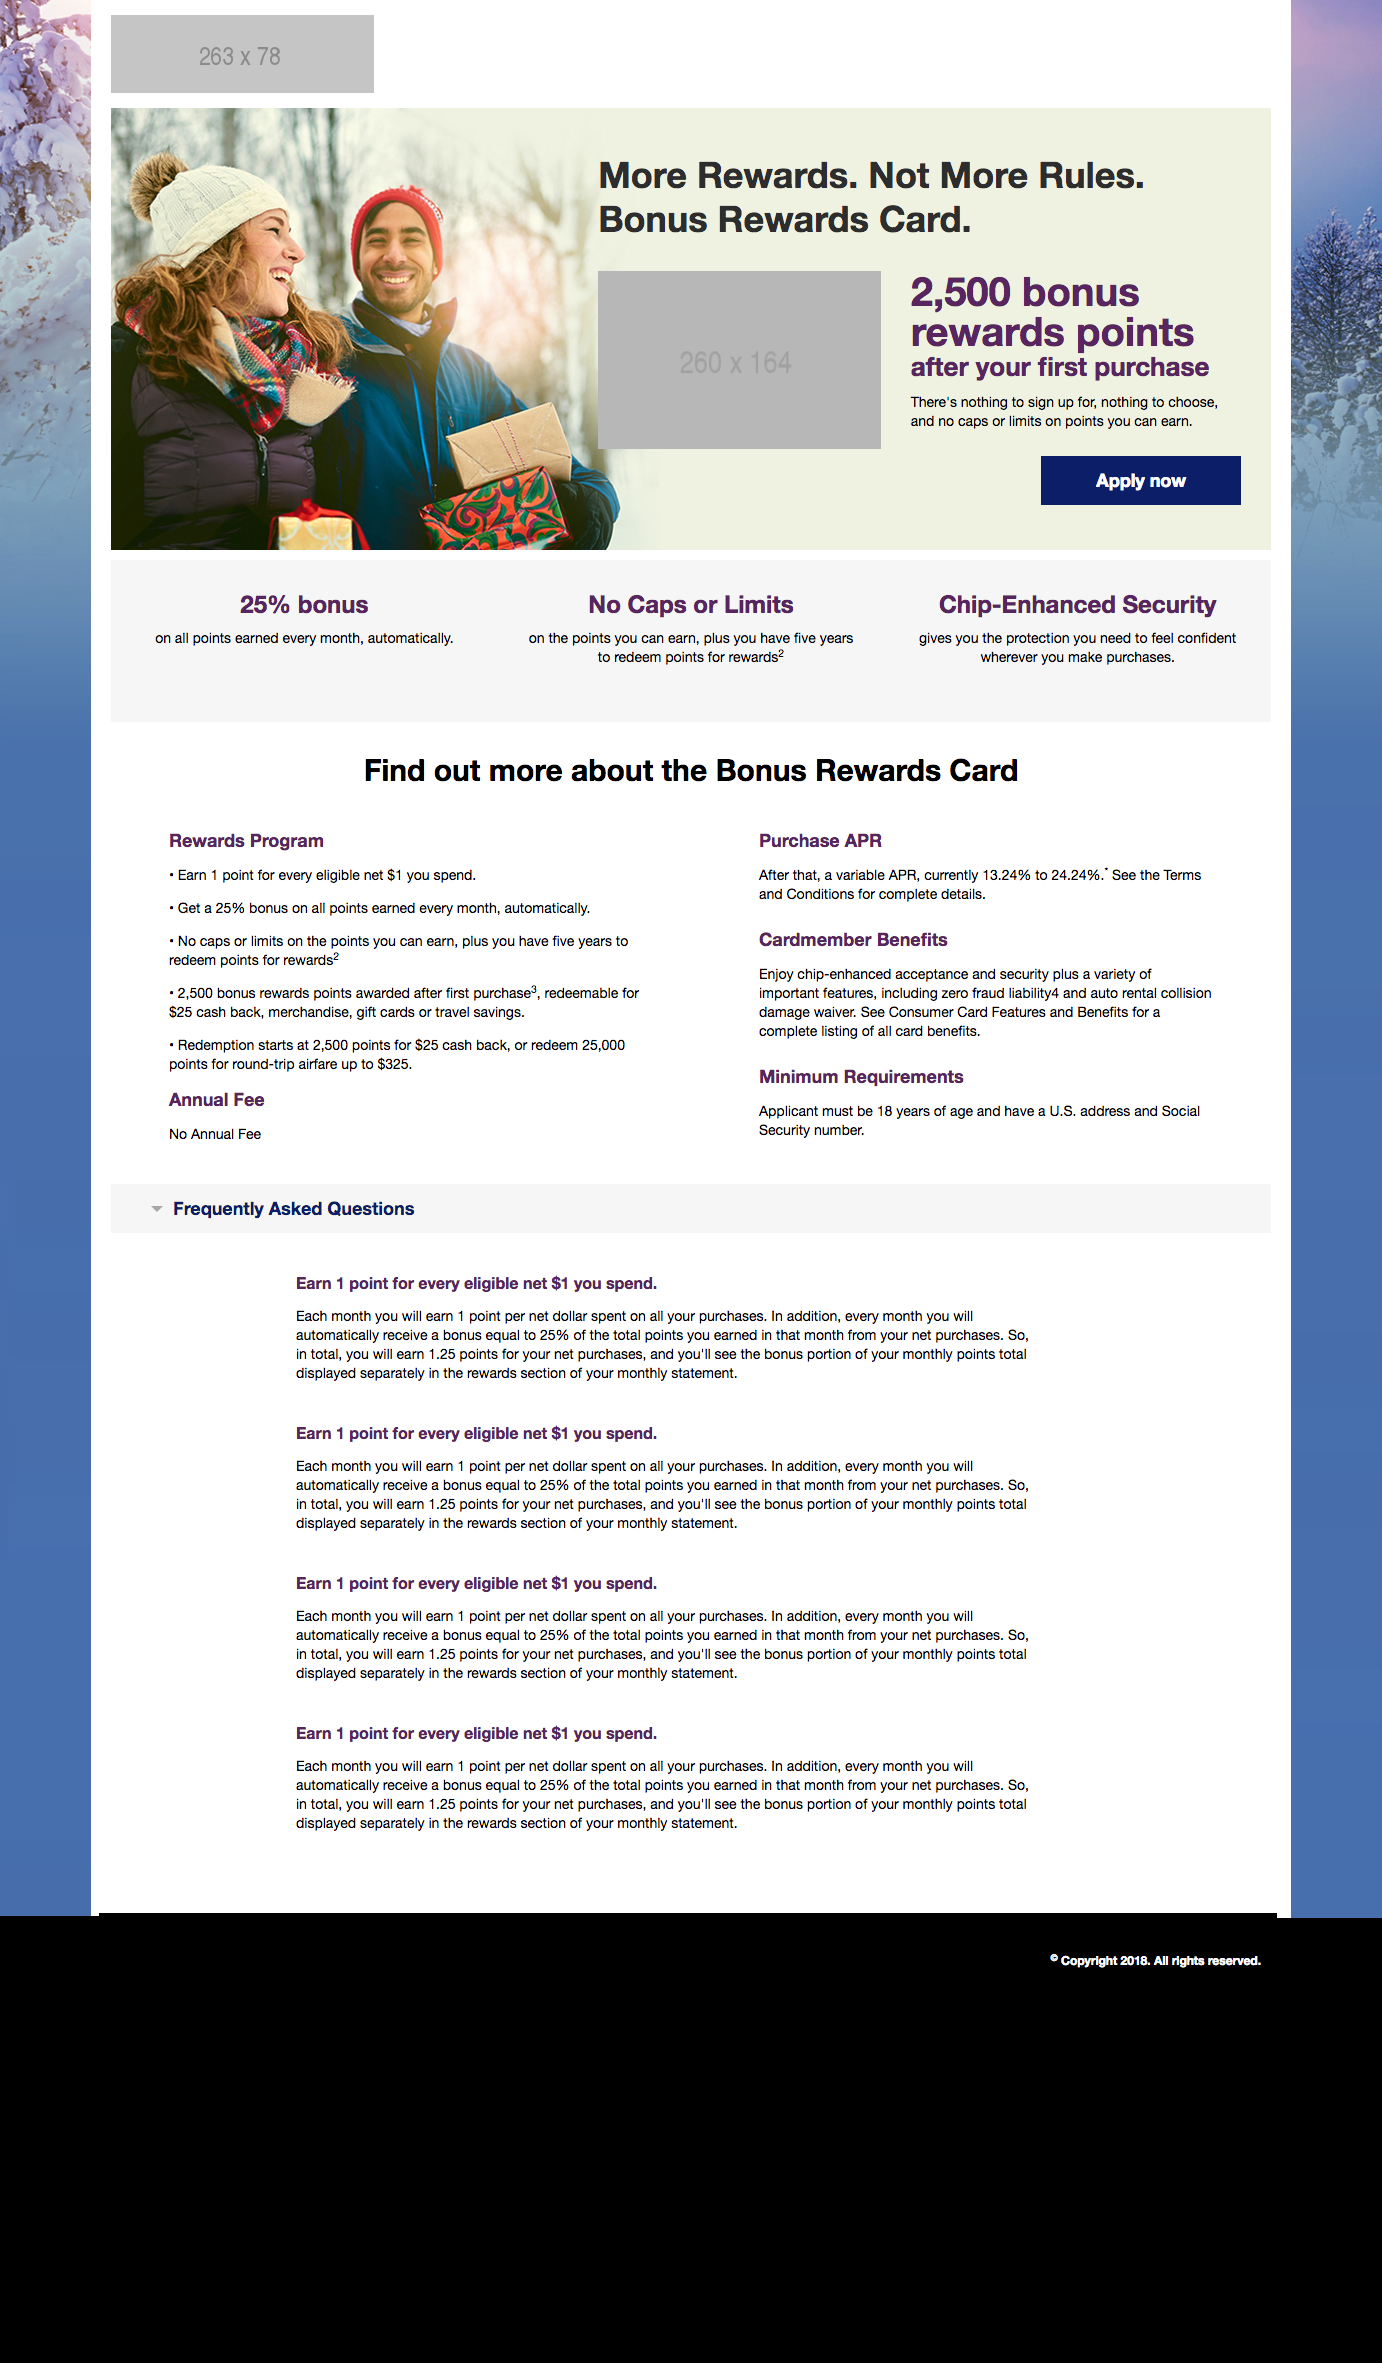 263 x 78
More Rewards. Not More Rules.
Bonus Rewards Card.
260 x 164
2,500 bonus
rewards points
after your first purchase
There's nothing to sign up for, nothing to choose,
and no caps or limits on points you can earn.
Apply now
25% bonus
on all points earned every month, automatically.
No Caps or Limits
on the points you can earn, plus you have five years
to redeem points for rewards2
Chip-Enhanced Security
gives you the protection you need to feel confident
wherever you make purchases.
Find out more about the Bonus Rewards Card
Rewards Program
• Earn 1 point for every eligible net $1 you spend.
• Get a 25% bonus on all points earned every month, automatically.
• No caps or limits on the points you can earn, plus you have five years to
redeem points for rewards2
• 2,500 bonus rewards points awarded after first purchase3, redeemable for
$25 cash back, merchandise, gift cards or travel savings.
• Redemption starts at 2,500 points for $25 cash back, or redeem 25,000
points for round-trip airfare up to $325.
Annual Fee
No Annual Fee
Purchase APR
After that, a variable APR, currently 13.24% to 24.24%.* See the Terms
and Conditions for complete details.
Cardmember Benefits
Enjoy chip-enhanced acceptance and security plus a variety of
important features, including zero fraud liability4 and auto rental collision
damage waiver. See Consumer Card Features and Benefits for a
complete listing of all card benefits.
Minimum Requirements
Applicant must be 18 years of age and have a U.S. address and Social
Security number.
Frequently Asked Questions
Earn 1 point for every eligible net $1 you spend.
Each month you will earn 1 point per net dollar spent on all your purchases. In addition, every month you will
automatically receive a bonus equal to 25% of the total points you earned in that month from your net purchases. So,
in total, you will earn 1.25 points for your net purchases, and you'll see the bonus portion of your monthly points total
displayed separately in the rewards section of your monthly statement.
Earn 1 point for every eligible net $1 you spend.
Each month you will earn 1 point per net dollar spent on all your purchases. In addition, every month you will
automatically receive a bonus equal to 25% of the total points you earned in that month from your net purchases. So,
in total, you will earn 1.25 points for your net purchases, and you'll see the bonus portion of your monthly points total
displayed separately in the rewards section of your monthly statement.
Earn 1 point for every eligible net $1 you spend.
Each month you will earn 1 point per net dollar spent on all your purchases. In addition, every month you will
automatically receive a bonus equal to 25% of the total points you earned in that month from your net purchases. So,
in total, you will earn 1.25 points for your net purchases, and you'll see the bonus portion of your monthly points total
displayed separately in the rewards section of your monthly statement.
Earn 1 point for every eligible net $1 you spend.
Each month you will earn 1 point per net dollar spent on all your purchases. In addition, every month you will
automatically receive a bonus equal to 25% of the total points you earned in that month from your net purchases. So,
in total, you will earn 1.25 points for your net purchases, and you'll see the bonus portion of your monthly points total
displayed separately in the rewards section of your monthly statement.
© Copyright 2018. All rights reserved.